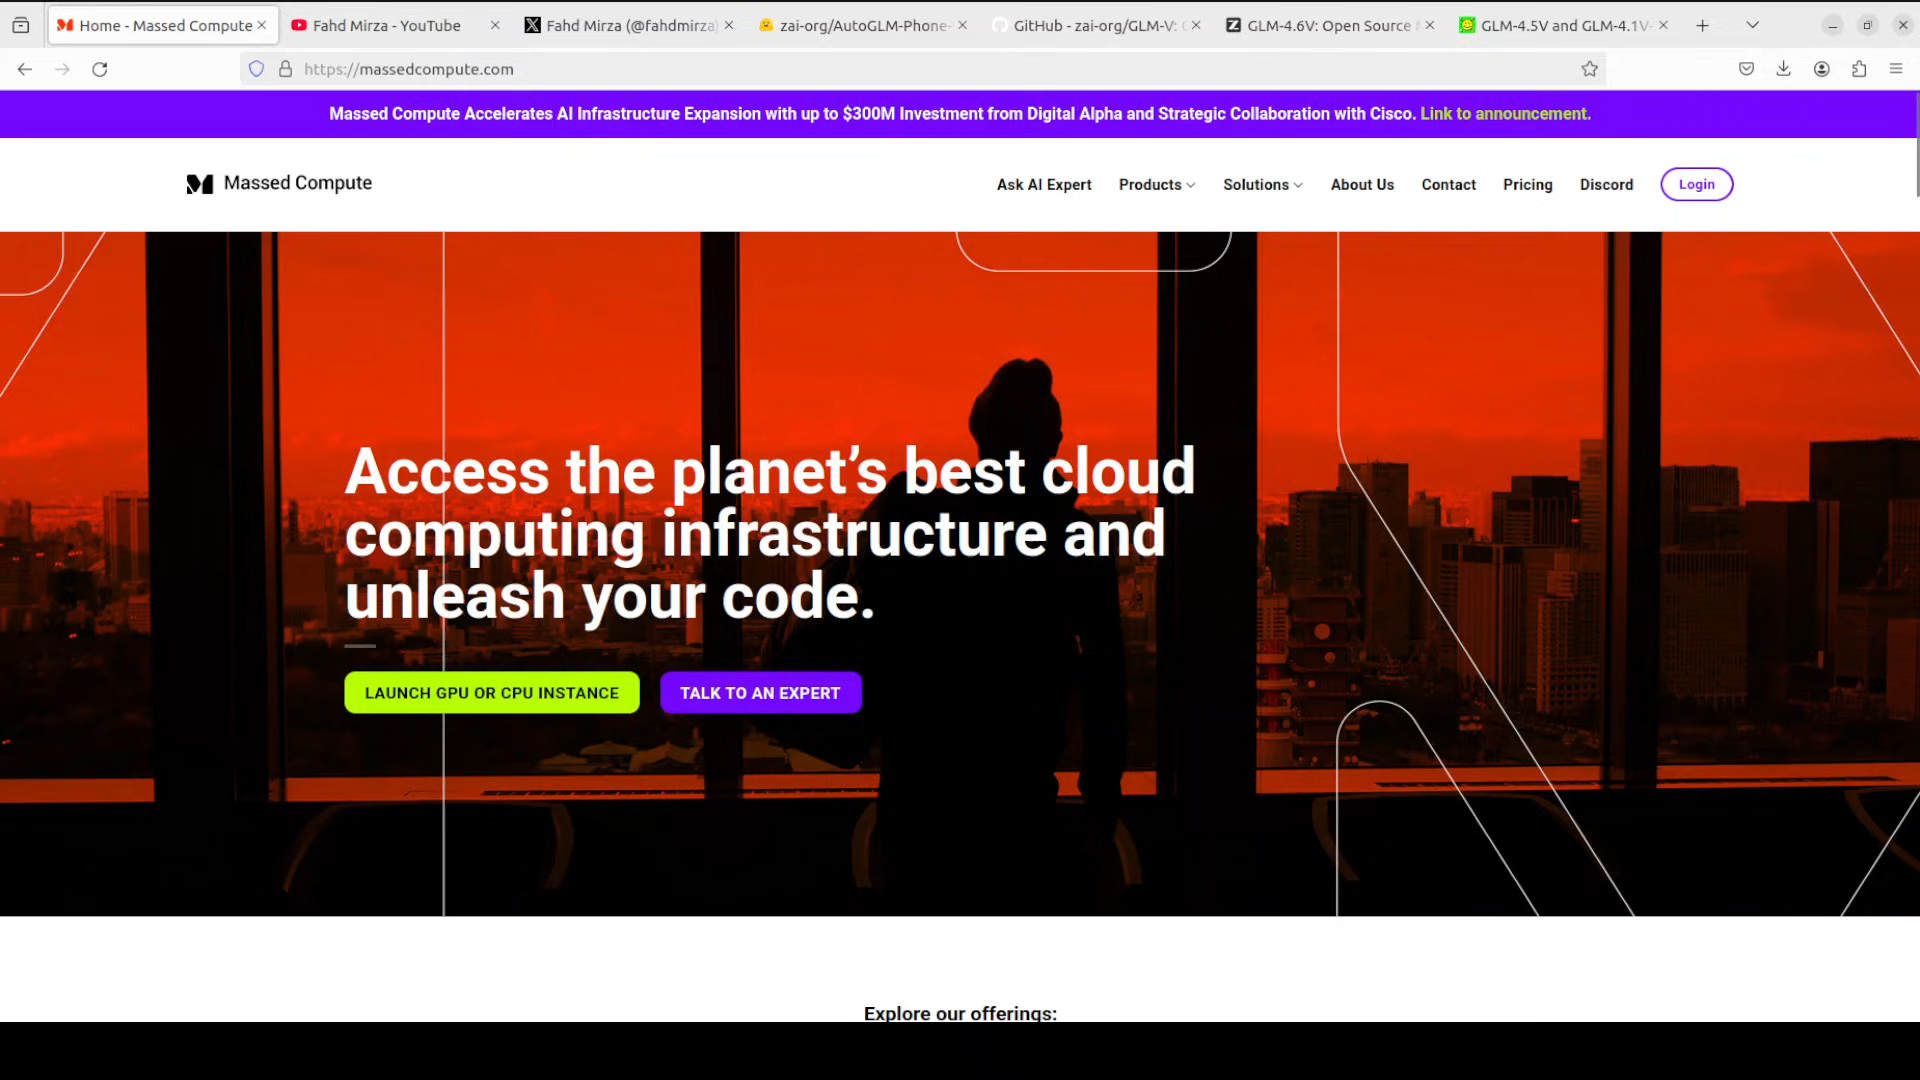 Home - Massed Compute
Fahd Mirza - YouTube
Fahd Mirza (@fahdmirza)
zai-org/AutoGLM-Phone-
GitHub - zai-org/GLM-V:
GLM-4.6V: Open Source
GLM-4.5V and GLM-4.1V-
https://massedcompute.com
Massed Compute Accelerates AI Infrastructure Expansion with up to $300M Investment from Digital Alpha and Strategic Collaboration with Cisco. Link to announcement.
Massed Compute
Ask AI Expert
Products
Solutions
About Us
Contact
Pricing
Discord
Login
Access the planet’s best cloud
computing infrastructure and
unleash your code.
LAUNCH GPU OR CPU INSTANCE
TALK TO AN EXPERT
Explore our offerings: